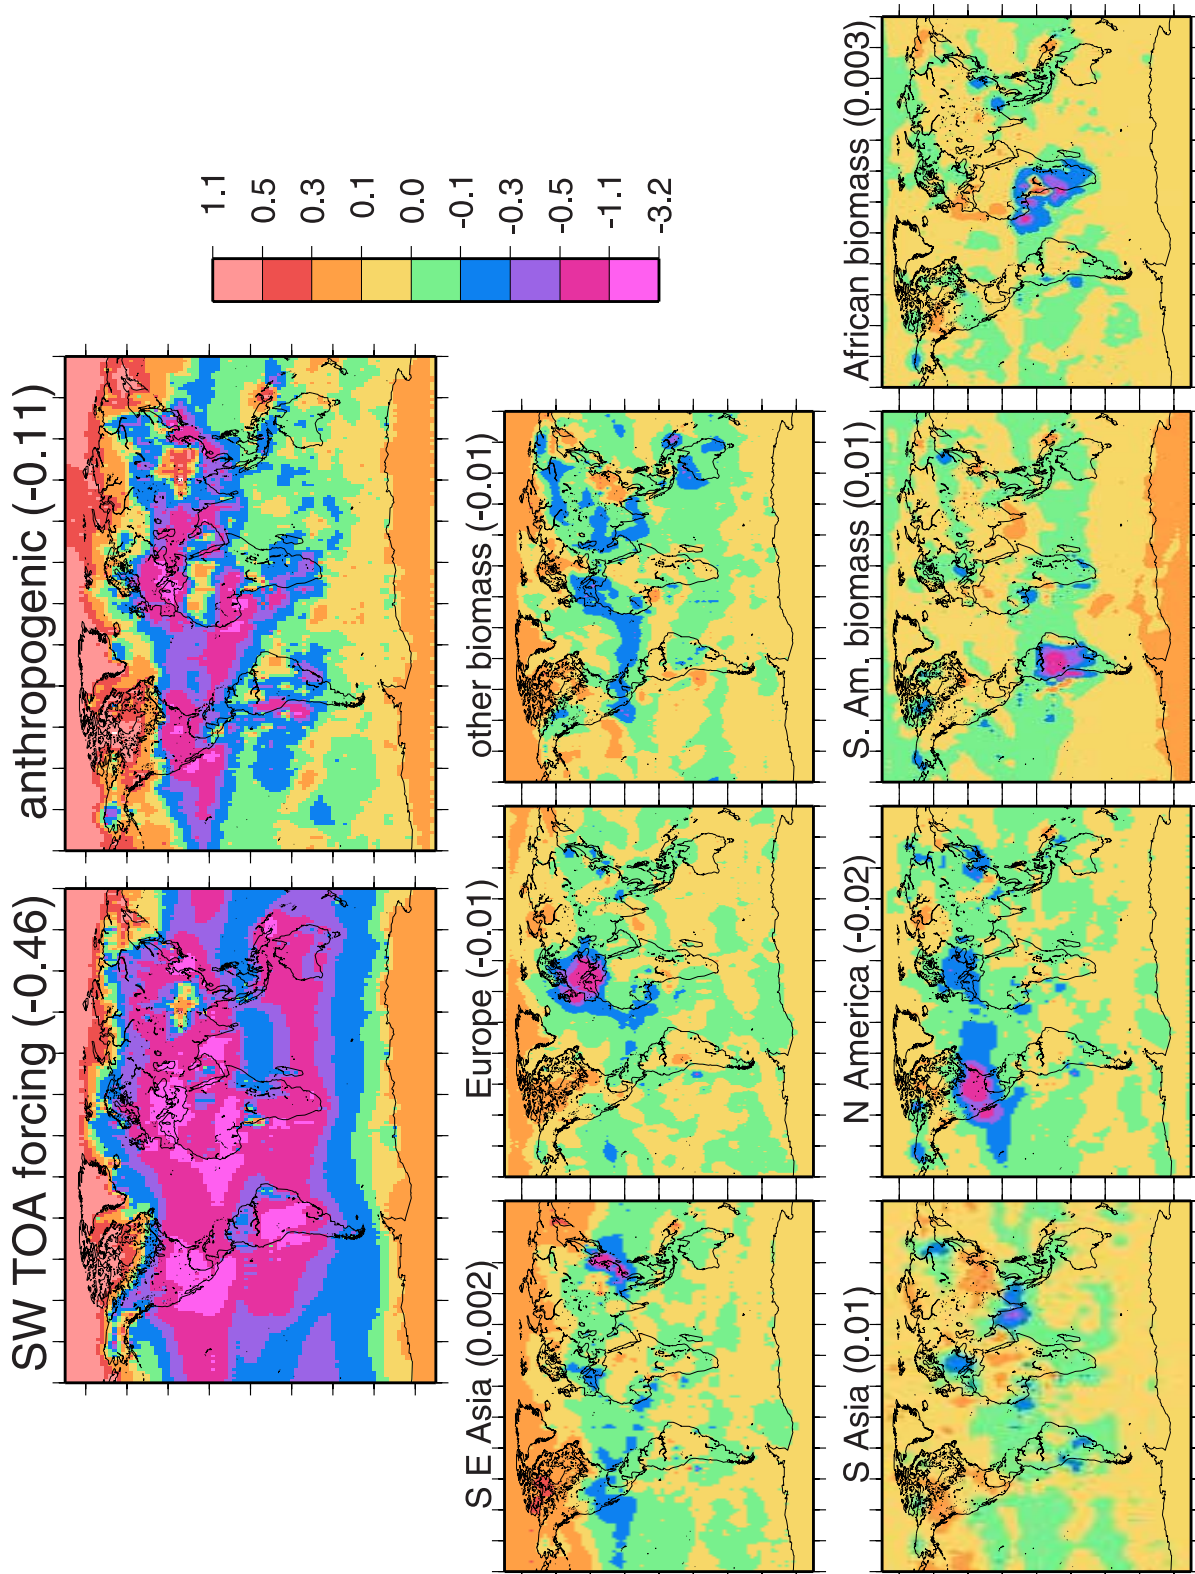 SW TOA forcing (-0.46)
anthropogenic (-0.11)
1.1
0.5
0.3
0.1
0.0
-0.1
-0.3
-0.5
-1.1
-3.2
S E Asia (0.002)
Europe (-0.01)
other biomass (-0.01)
S Asia (0.01)
N America (-0.02)
S. Am. biomass (0.01)
African biomass (0.003)